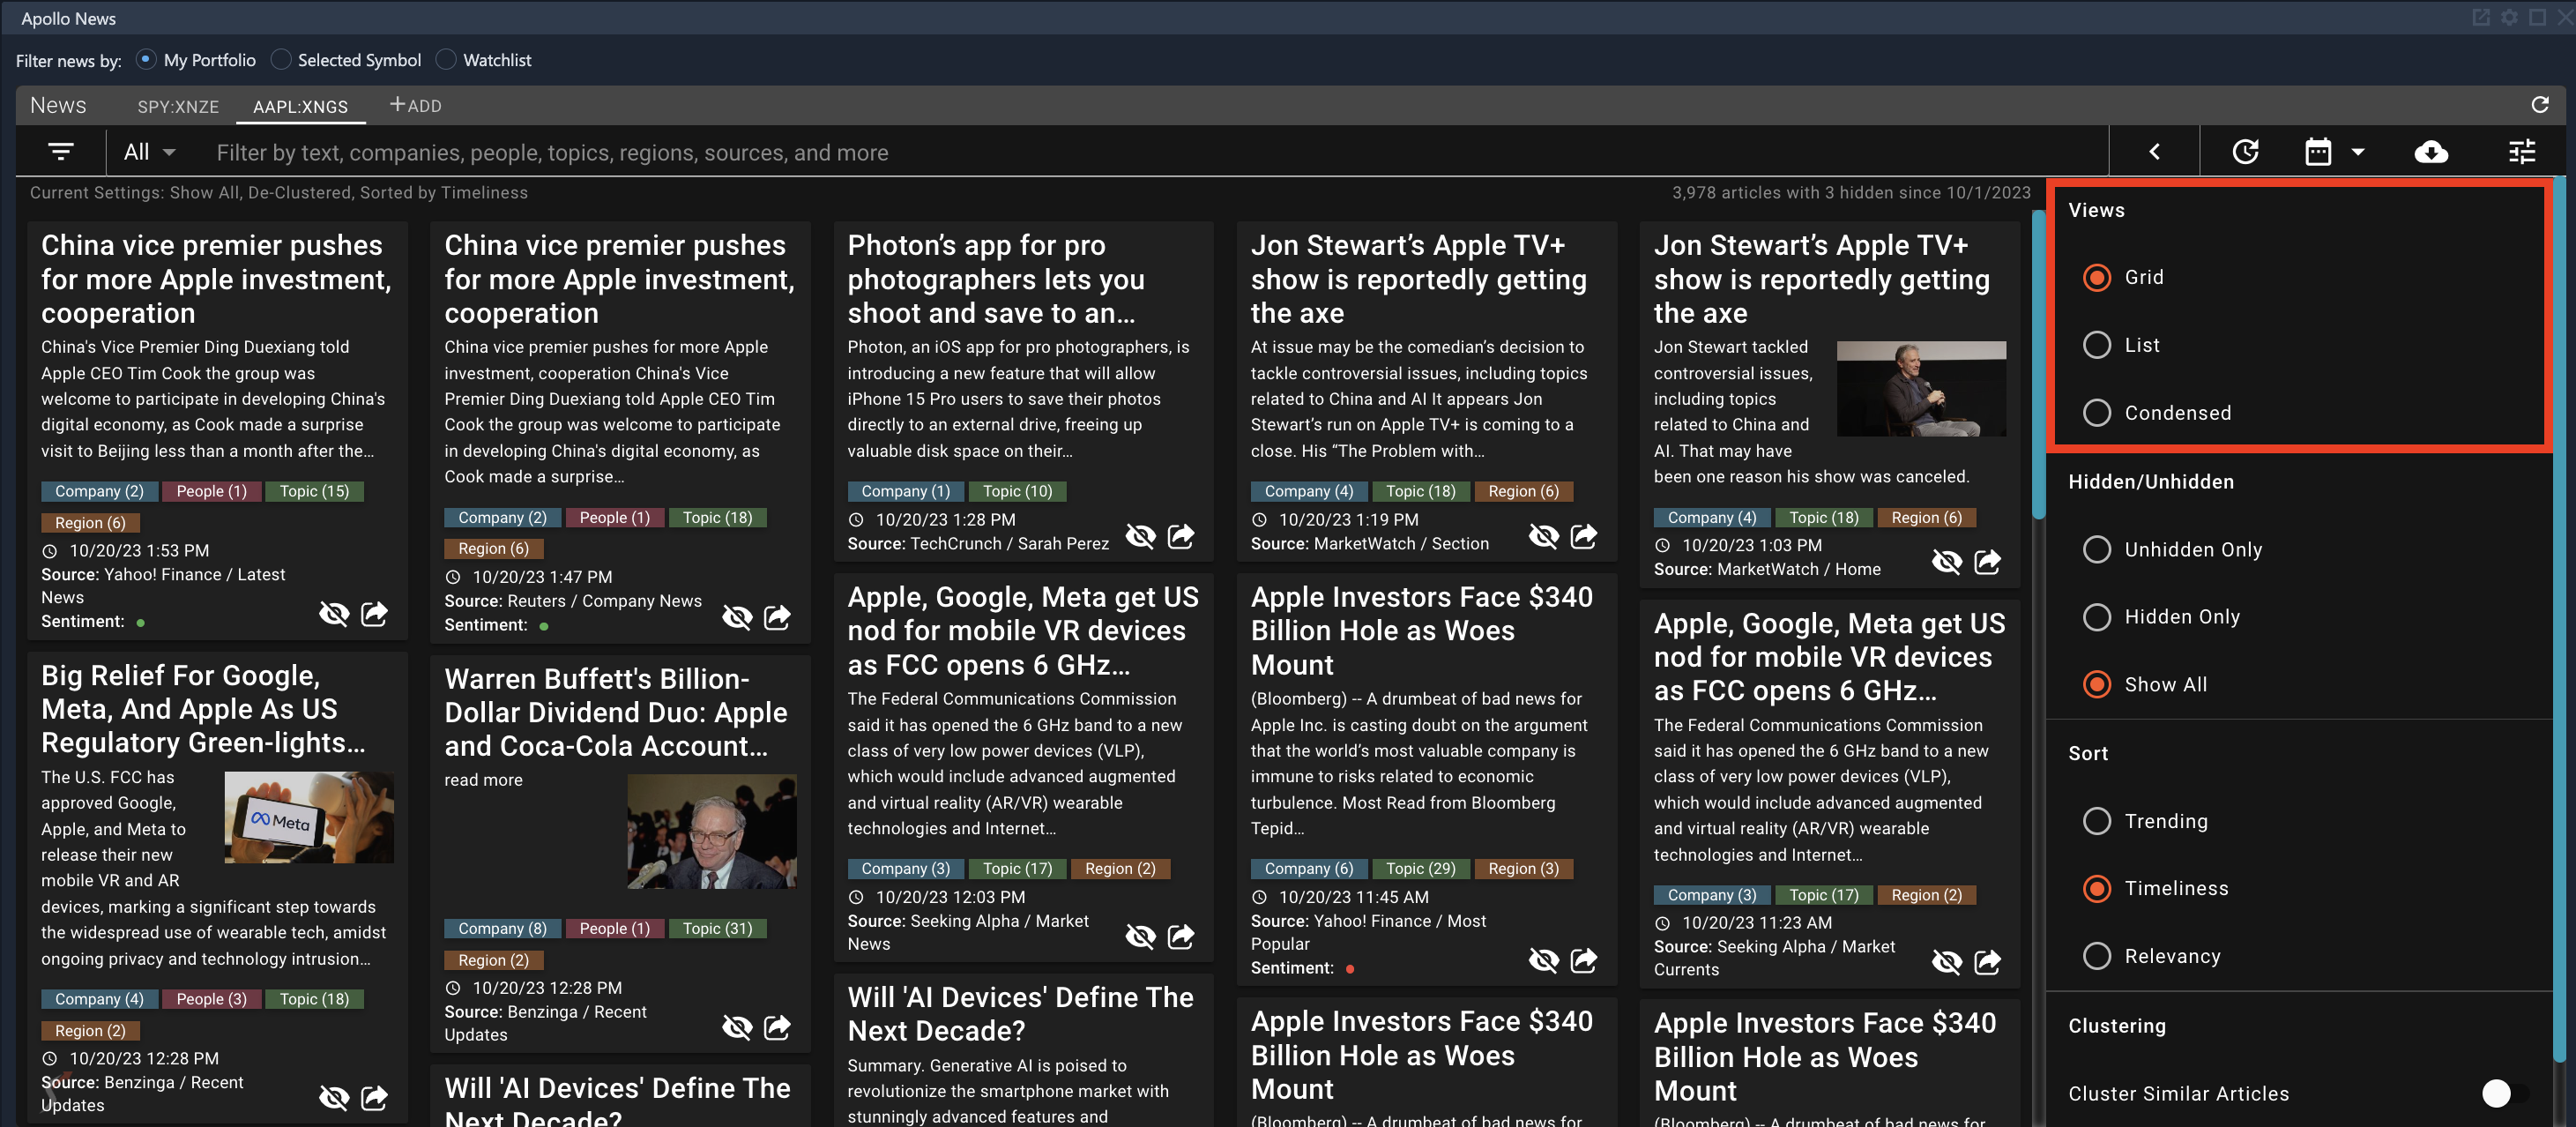 Apollo News
Filter news by: My Portfolio Selected Symbol Watchlist
News SPY:XNZE AAPL:XNGS +ADD
All Filter by text, companies, people, topics, regions, sources, and more
Current Settings: Show All, De-Clustered, Sorted by Timeliness
3,978 articles with 3 hidden since 10/1/2023
China vice premier pushes
for more Apple investment,
cooperation
China's Vice Premier Ding Duexiang told
Apple CEO Tim Cook the group was
welcome to participate in developing China's
digital economy, as Cook made a surprise
visit to Beijing less than a month after the...
Company (2) People (1) Topic (15)
Region (6)
10/20/23 1:53 PM
Source: Yahoo! Finance / Latest
News
Sentiment:
Big Relief For Google,
Meta, And Apple As US
Regulatory Green-lights...
The U.S. FCC has
approved Google,
Apple, and Meta to
release their new
mobile VR and AR
devices, marking a significant step towards
the widespread use of wearable tech, amidst
ongoing privacy and technology intrusion...
Meta
Company (4) People (3) Topic (18)
Region (2)
10/20/23 12:28 PM
Source: Benzinga / Recent
Updates
China vice premier pushes
for more Apple investment,
cooperation
China vice premier pushes for more Apple
investment, cooperation China's Vice
Premier Ding Duexiang told Apple CEO Tim
Cook the group was welcome to participate
in developing China's digital economy, as
Cook made a surprise...
Company (2) People (1) Topic (18)
Region (6)
10/20/23 1:47 PM
Source: Reuters / Company News
Sentiment:
Warren Buffett's Billion-
Dollar Dividend Duo: Apple
and Coca-Cola Account...
read more
Company (8) People (1) Topic (31)
Region (2)
10/20/23 12:28 PM
Source: Benzinga / Recent
Updates
Will 'AI Devices' Define The
Next Decade?
Photon’s app for pro
photographers lets you
shoot and save to an...
Photon, an iOS app for pro photographers, is
introducing a new feature that will allow
iPhone 15 Pro users to save their photos
directly to an external drive, freeing up
valuable disk space on their...
Company (1) Topic (10)
10/20/23 1:28 PM
Source: TechCrunch / Sarah Perez
Apple, Google, Meta get US
nod for mobile VR devices
as FCC opens 6 GHz...
The Federal Communications Commission
said it has opened the 6 GHz band to a new
class of very low power devices (VLP),
which would include advanced augmented
and virtual reality (AR/VR) wearable
technologies and Internet...
Company (3) Topic (17) Region (2)
10/20/23 12:03 PM
Source: Seeking Alpha / Market
News
Will 'AI Devices' Define The
Next Decade?
Summary. Generative AI is poised to
revolutionize the smartphone market with
stunningly advanced features and
Jon Stewart’s Apple TV+
show is reportedly getting
the axe
At issue may be the comedian’s decision to
tackle controversial issues, including topics
related to China and AI It appears Jon
Stewart’s run on Apple TV+ is coming to a
close. His “The Problem with...
Company (4) Topic (18) Region (6)
10/20/23 1:19 PM
Source: MarketWatch / Section
Apple Investors Face $340
Billion Hole as Woes
Mount
(Bloomberg) -- A drumbeat of bad news for
Apple Inc. is casting doubt on the argument
that the world’s most valuable company is
immune to risks related to economic
turbulence. Most Read from Bloomberg
Tepid...
Company (6) Topic (29) Region (3)
10/20/23 11:45 AM
Source: Yahoo! Finance / Most
Popular
Sentiment:
Apple Investors Face $340
Billion Hole as Woes
Mount
(Bloomberg) -- A drumbeat of bad news for
Jon Stewart’s Apple TV+
show is reportedly getting
the axe
Jon Stewart tackled
controversial issues,
including topics
related to China and
AI. That may have
been one reason his show was canceled.
Company (4) Topic (18) Region (6)
10/20/23 1:03 PM
Source: MarketWatch / Home
Apple, Google, Meta get US
nod for mobile VR devices
as FCC opens 6 GHz...
The Federal Communications Commission
said it has opened the 6 GHz band to a new
class of very low power devices (VLP),
which would include advanced augmented
and virtual reality (AR/VR) wearable
technologies and Internet...
Company (3) Topic (17) Region (2)
10/20/23 11:23 AM
Source: Seeking Alpha / Market
Currents
Apple Investors Face $340
Billion Hole as Woes
Mount
(Bloomberg) -- A drumbeat of bad news for
Views
Grid
List
Condensed
Hidden/Unhidden
Unhidden Only
Hidden Only
Show All
Sort
Trending
Timeliness
Relevancy
Clustering
Cluster Similar Articles